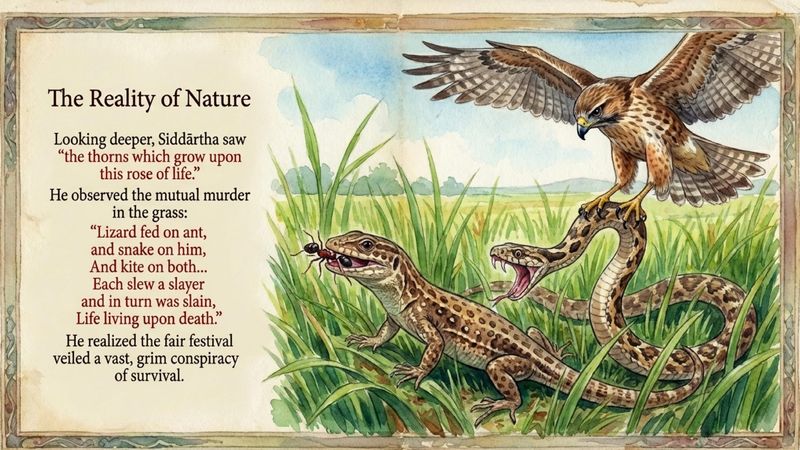 The Reality of Nature
Looking deeper, Siddārtha saw
“the thorns which grow upon
this rose of life.”
He observed the mutual murder
in the grass:
“Lizard fed on ant,
and snake on him,
And kite on both...
Each slew a slayer
and in turn was slain,
Life living upon death.”
He realized the fair festival
veiled a vast, grim conspiracy
of survival.